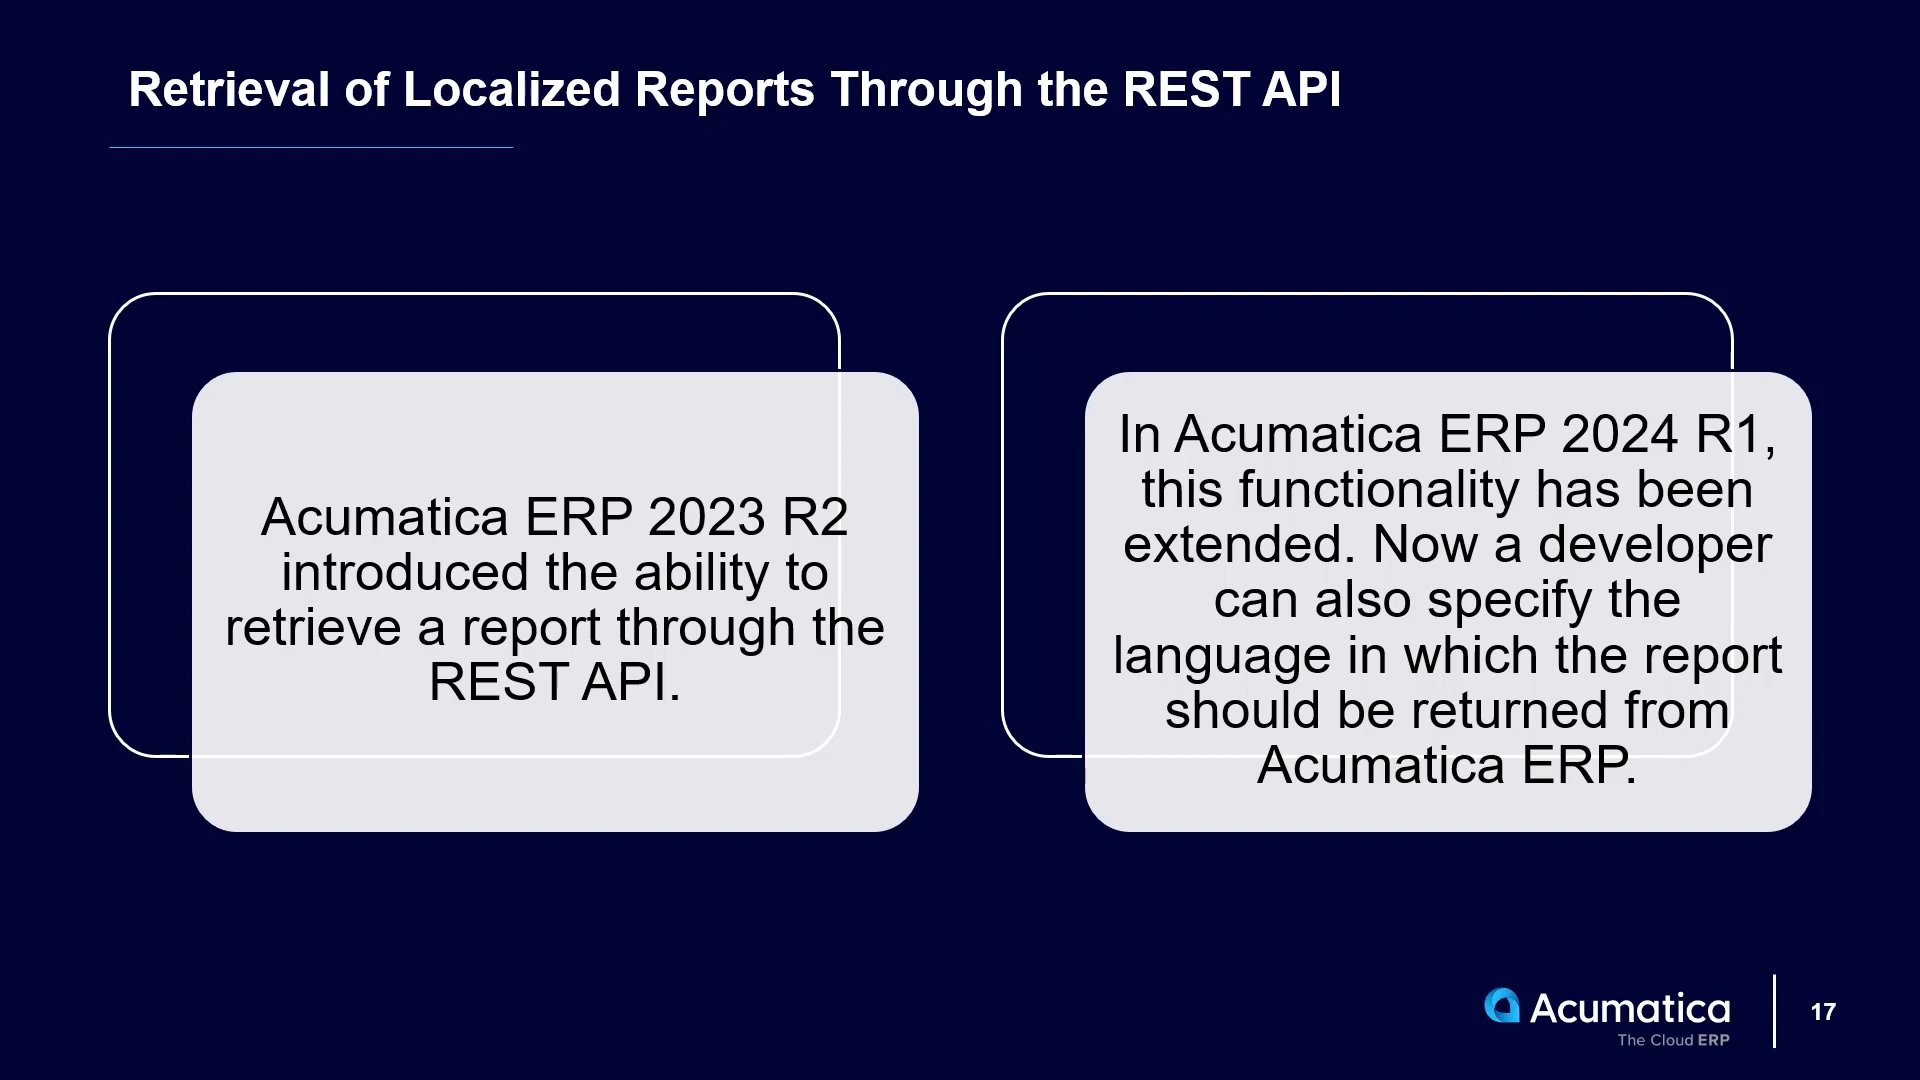 Retrieval of Localized Reports Through the REST API
Acumatica ERP 2023 R2
introduced the ability to
retrieve a report through the
REST API.
In Acumatica ERP 2024 R1,
this functionality has been
extended. Now a developer
can also specify the
language in which the report
should be returned from
Acumatica ERP.
Acumatica
The Cloud ERP
17